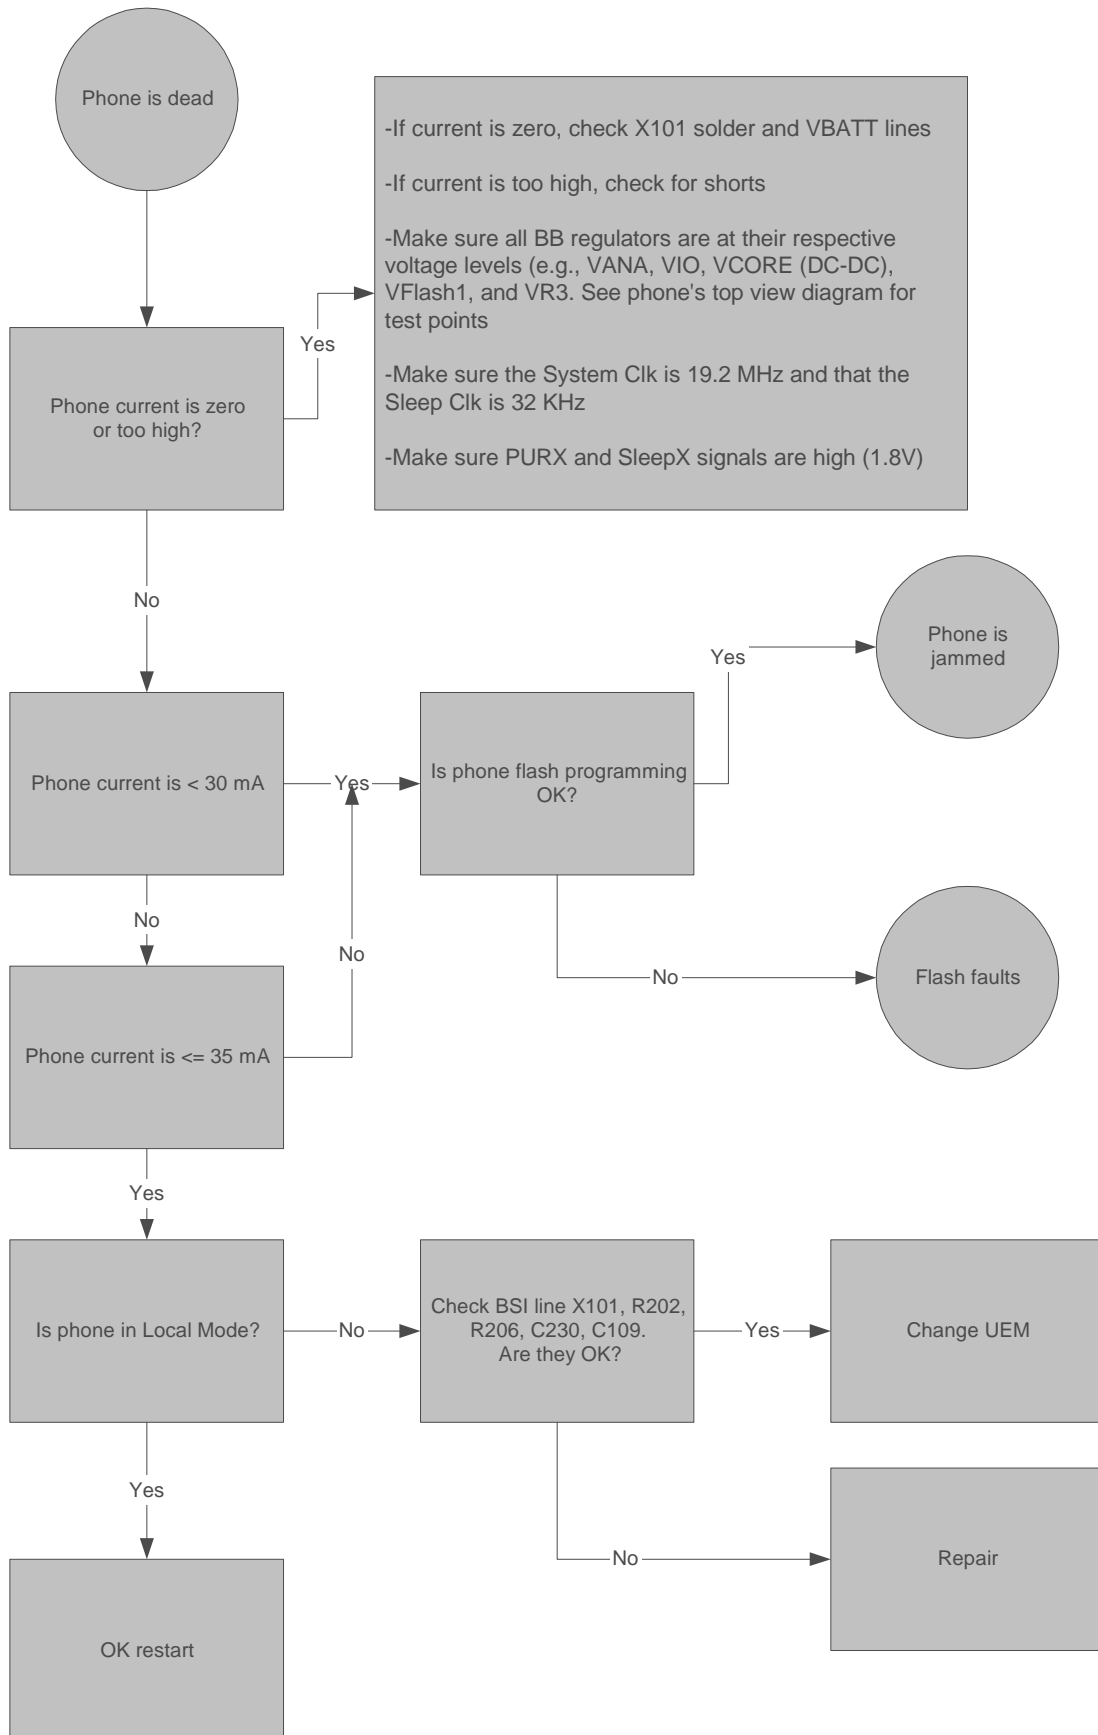 Phone is dead
-If current is zero, check X101 solder and VBATT lines
-If current is too high, check for shorts
-Make sure all BB regulators are at their respective
voltage levels (e.g., VANA, VIO, VCORE (DC-DC),
VFlash1, and VR3. See phone's top view diagram for
test points
-Make sure the System Clk is 19.2 MHz and that the
Sleep Clk is 32 KHz
-Make sure PURX and SleepX signals are high (1.8V)
Yes
Phone current is zero
or too high?
No
Phone is
jammed
Yes
Phone current is < 30 mA
Yes
Is phone flash programming
OK?
No
No
No
Flash faults
Phone current is <= 35 mA
Yes
Is phone in Local Mode?
No
Check BSI line X101, R202,
R206, C230, C109.
Are they OK?
Yes
Change UEM
Yes
No
Repair
OK restart